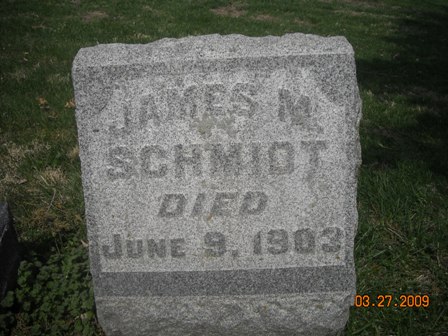 JAMES M.
SCHMIDT
DIED
JUNE 9, 1903
03.27.2009